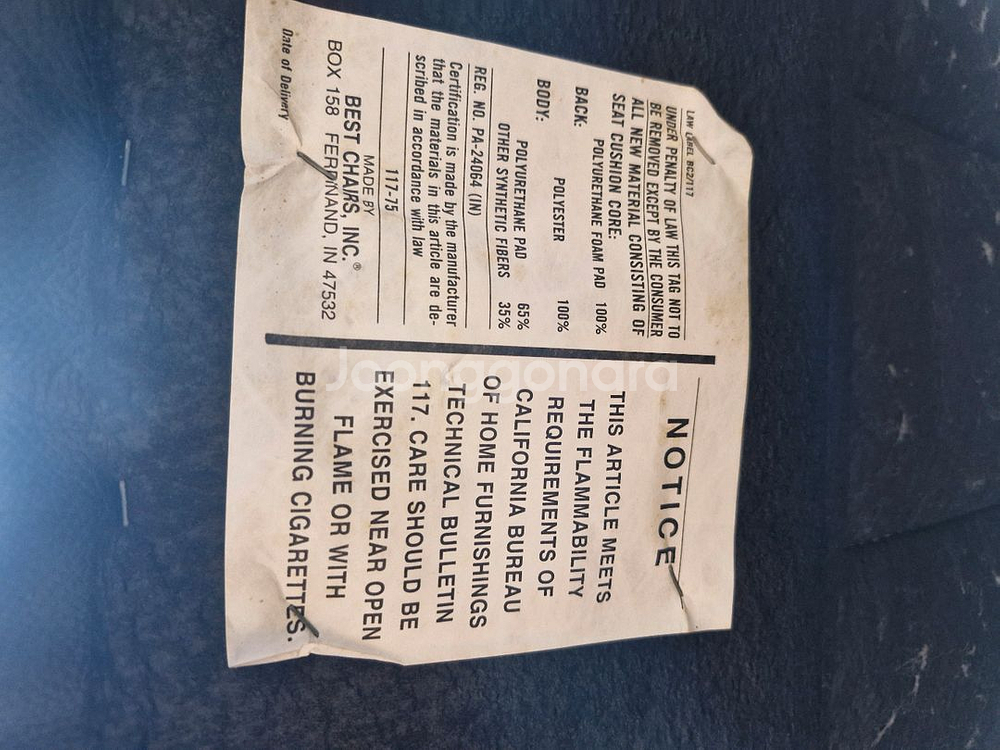 LAW LABEL BC2/117
UNDER PENALTY OF LAW THIS TAG NOT TO
BE REMOVED EXCEPT BY THE CONSUMER
ALL NEW MATERIAL CONSISTING OF
SEAT CUSHION CORE:
POLYURETHANE FOAM PAD 100%
BACK:
POLYESTER 100%
BODY:
POLYURETHANE PAD 65%
OTHER SYNTHETIC FIBERS 35%
REG. NO. PA-24064 (IN)
Certification is made by the manufacturer
that the materials in this article are de-
scribed in accordance with law
117-75
MADE BY
BEST CHAIRS, INC.®
BOX 158 FERDINAND, IN 47532
Date of Delivery
NOTICE
THIS ARTICLE MEETS
THE FLAMMABILITY
REQUIREMENTS OF
CALIFORNIA BUREAU
OF HOME FURNISHINGS
TECHNICAL BULLETIN
117. CARE SHOULD BE
EXERCISED NEAR OPEN
FLAME OR WITH
BURNING CIGARETTES.
Joonggonara